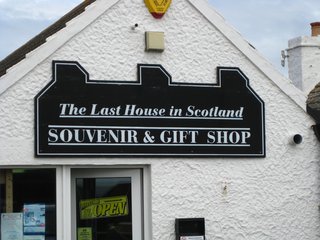 The Last House in Scotland
SOUVENIR & GIFT SHOP
OPEN